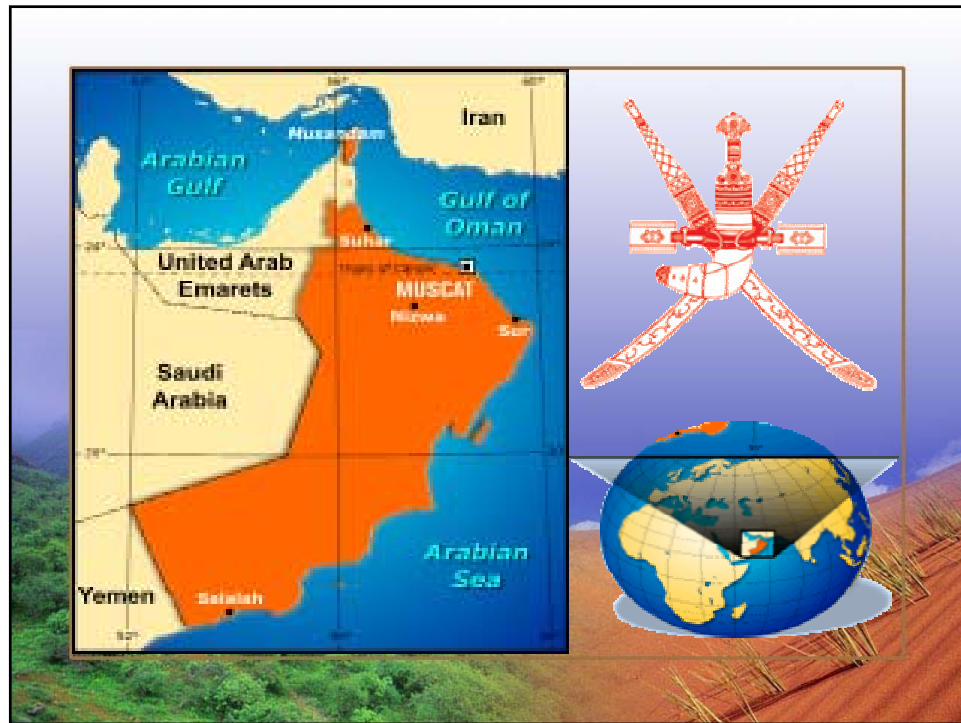 Iran
Musandam
Arabian
Gulf
Gulf of
Oman
Suhar
United Arab
Emarets
MUSCAT
Nizwa
Sur
Saudi
Arabia
Arabian
Sea
Yemen
Salalah
52°